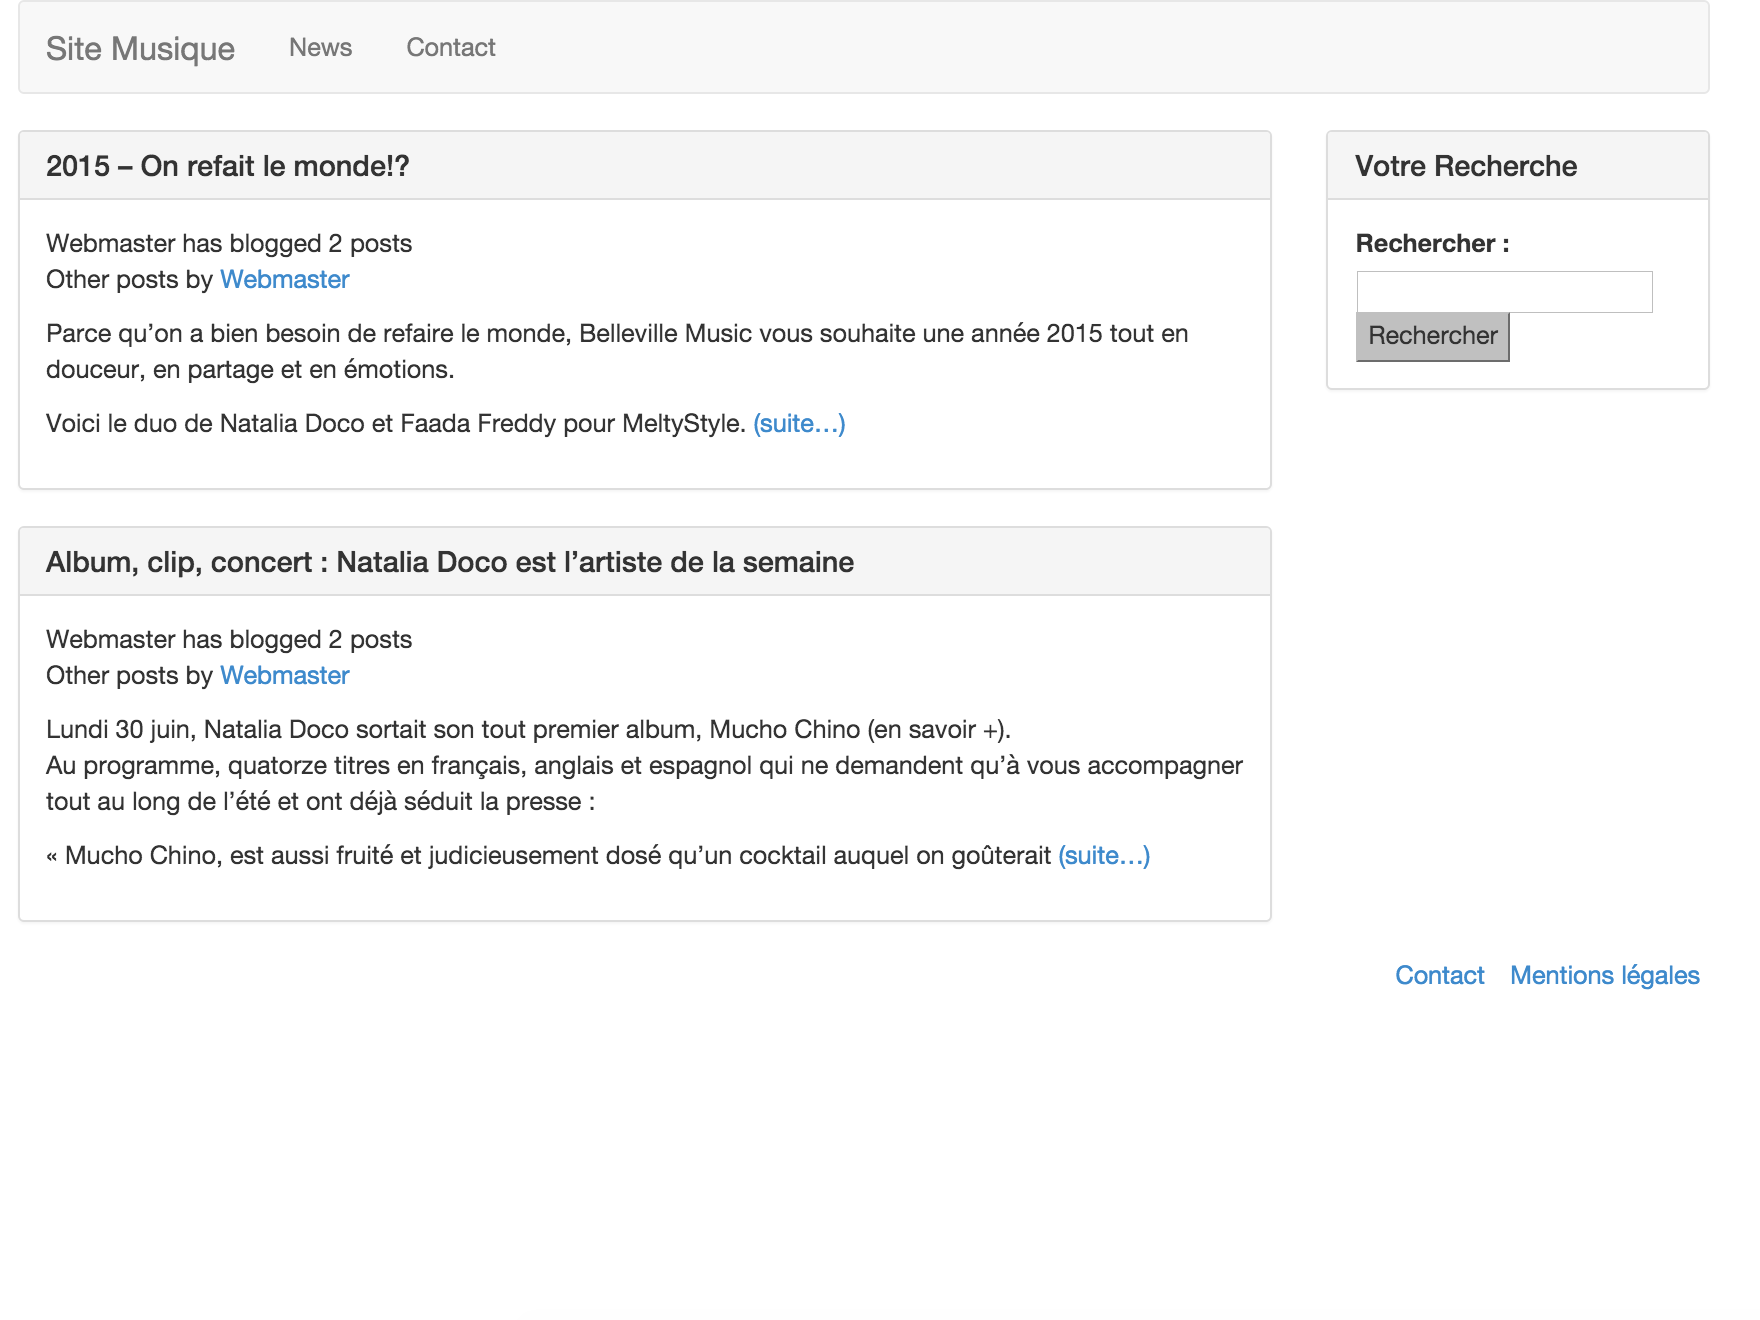 Site Musique News Contact
2015 – On refait le monde!?
Webmaster has blogged 2 posts
Other posts by Webmaster
Parce qu’on a bien besoin de refaire le monde, Belleville Music vous souhaite une année 2015 tout en
douceur, en partage et en émotions.
Voici le duo de Natalia Doco et Faada Freddy pour MeltyStyle. (suite…)
Album, clip, concert : Natalia Doco est l’artiste de la semaine
Webmaster has blogged 2 posts
Other posts by Webmaster
Lundi 30 juin, Natalia Doco sortait son tout premier album, Mucho Chino (en savoir +).
Au programme, quatorze titres en français, anglais et espagnol qui ne demandent qu’à vous accompagner
tout au long de l’été et ont déjà séduit la presse :
« Mucho Chino, est aussi fruité et judicieusement dosé qu’un cocktail auquel on goûterait (suite…)
Votre Recherche
Rechercher :
Rechercher
Contact Mentions légales